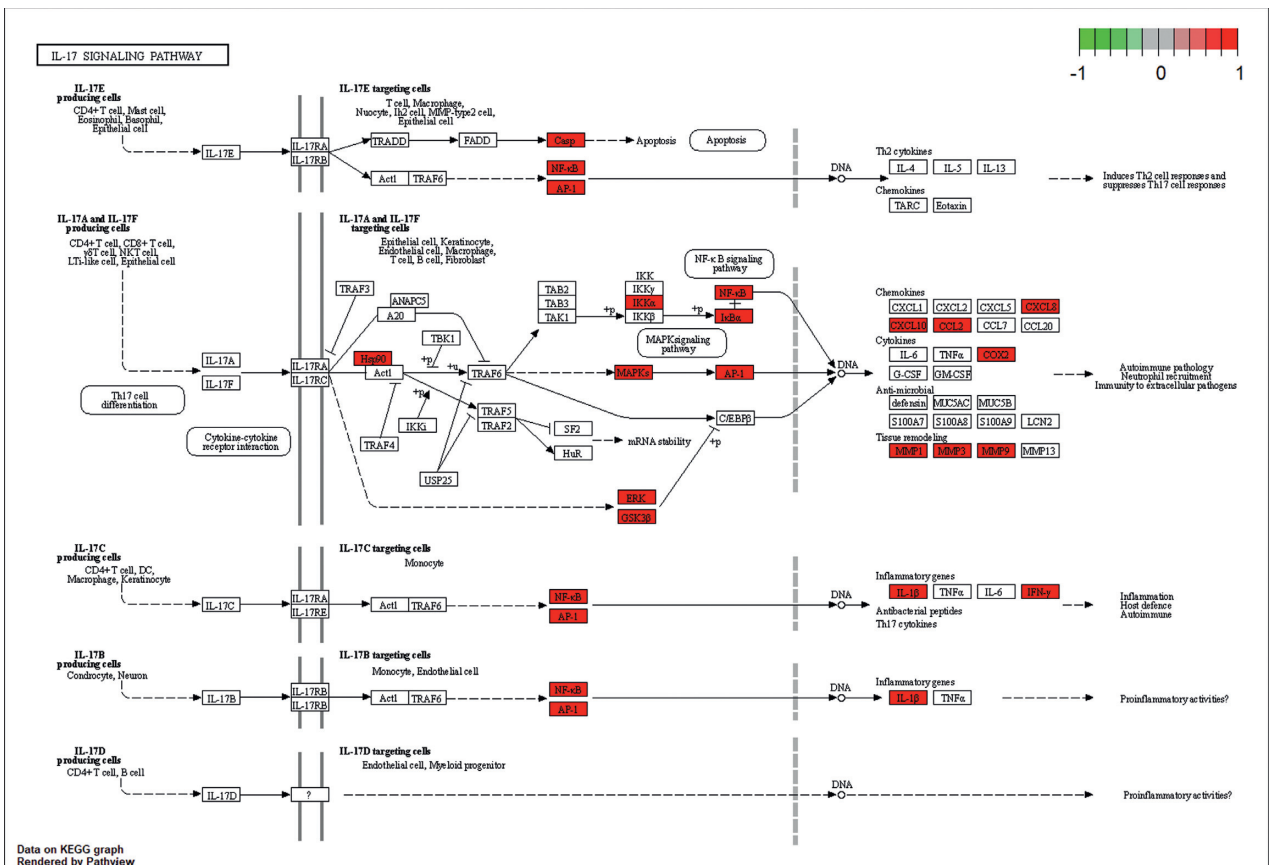 IL-17 SIGNALING PATHWAY
-1 0 1
IL-17E
producing cells
CD4+ T cell, Mast cell,
Eosinophil, Basophil,
Epithelial cell
IL-17E targeting cells
T cell, Macrophage,
Nuocyte, Ih2 cell, MMP-type2 cell,
Epithelial cell
IL-17E
IL-17RA
IL-17RB
TRADD
FADD
Casp
Apoptosis
Apoptosis
Act1
TRAF6
NF-κB
AP-1
DNA
Th2 cytokines
IL-4
IL-5
IL-13
Chemokines
TARC
Eotaxin
Induces Th2 cell responses and
suppresses Th17 cell responses
IL-17A and IL-17F
producing cells
CD4+ T cell, CD8+ T cell,
γδT cell, NKT cell,
LTi-like cell, Epithelial cell
IL-17A and IL-17F
targeting cells
Epithelial cell, Keratinocyte,
Endothelial cell, Macrophage,
T cell, B cell, Fibroblast
IL-17A
IL-17F
Th17 cell
differentiation
Cytokine-cytokine
receptor interaction
IL-17RA
IL-17RC
TRAF3
ANAPC5
A20
TBK1
+p
+u
Hsp90
Act1
TRAF6
+p
IKKi
TRAF4
TRAF5
TRAF2
USP25
SF2
HuR
mRNA stability
TAB2
TAB3
TAK1
+p
IKK
IKKγ
IKKα
IKKβ
+p
NF-κB signaling
pathway
NF-κB
IκBα
MAPKsignaling
pathway
MAPKs
AP-1
C/EBPβ
+p
ERK
GSK3β
DNA
Chemokines
CXCL1
CXCL2
CXCL5
CXCL8
CXCL10
CCL2
CCL7
CCL20
Cytokines
IL-6
TNFα
COX2
G-CSF
GM-CSF
Anti-microbial
defensin
MUC5AC
MUC5B
S100A7
S100A8
S100A9
LCN2
Tissue remodeling
MMP1
MMP3
MMP9
MMP13
Autoimmune pathology
Neutrophil recruitment
Immunity to extracellular pathogens
IL-17C
producing cells
CD4+ T cell, DC,
Macrophage, Keratinocyte
IL-17C targeting cells
Monocyte
IL-17C
IL-17RA
IL-17RE
Act1
TRAF6
NF-κB
AP-1
DNA
Inflammatory genes
IL-1β
TNFα
IL-6
IFN-γ
Antibacterial peptides
Th17 cytokines
Inflammation
Host defence
Autoimmune
IL-17B
producing cells
Condrocyte, Neuron
IL-17B targeting cells
Monocyte, Endothelial cell
IL-17B
IL-17RB
IL-17RB
Act1
TRAF6
NF-κB
AP-1
DNA
Inflammatory genes
IL-1β
TNFα
Proinflammatory activities?
IL-17D
producing cells
CD4+ T cell, B cell
IL-17D targeting cells
Endothelial cell, Myeloid progenitor
IL-17D
?
DNA
Proinflammatory activities?
Data on KEGG graph
Rendered by Pathview